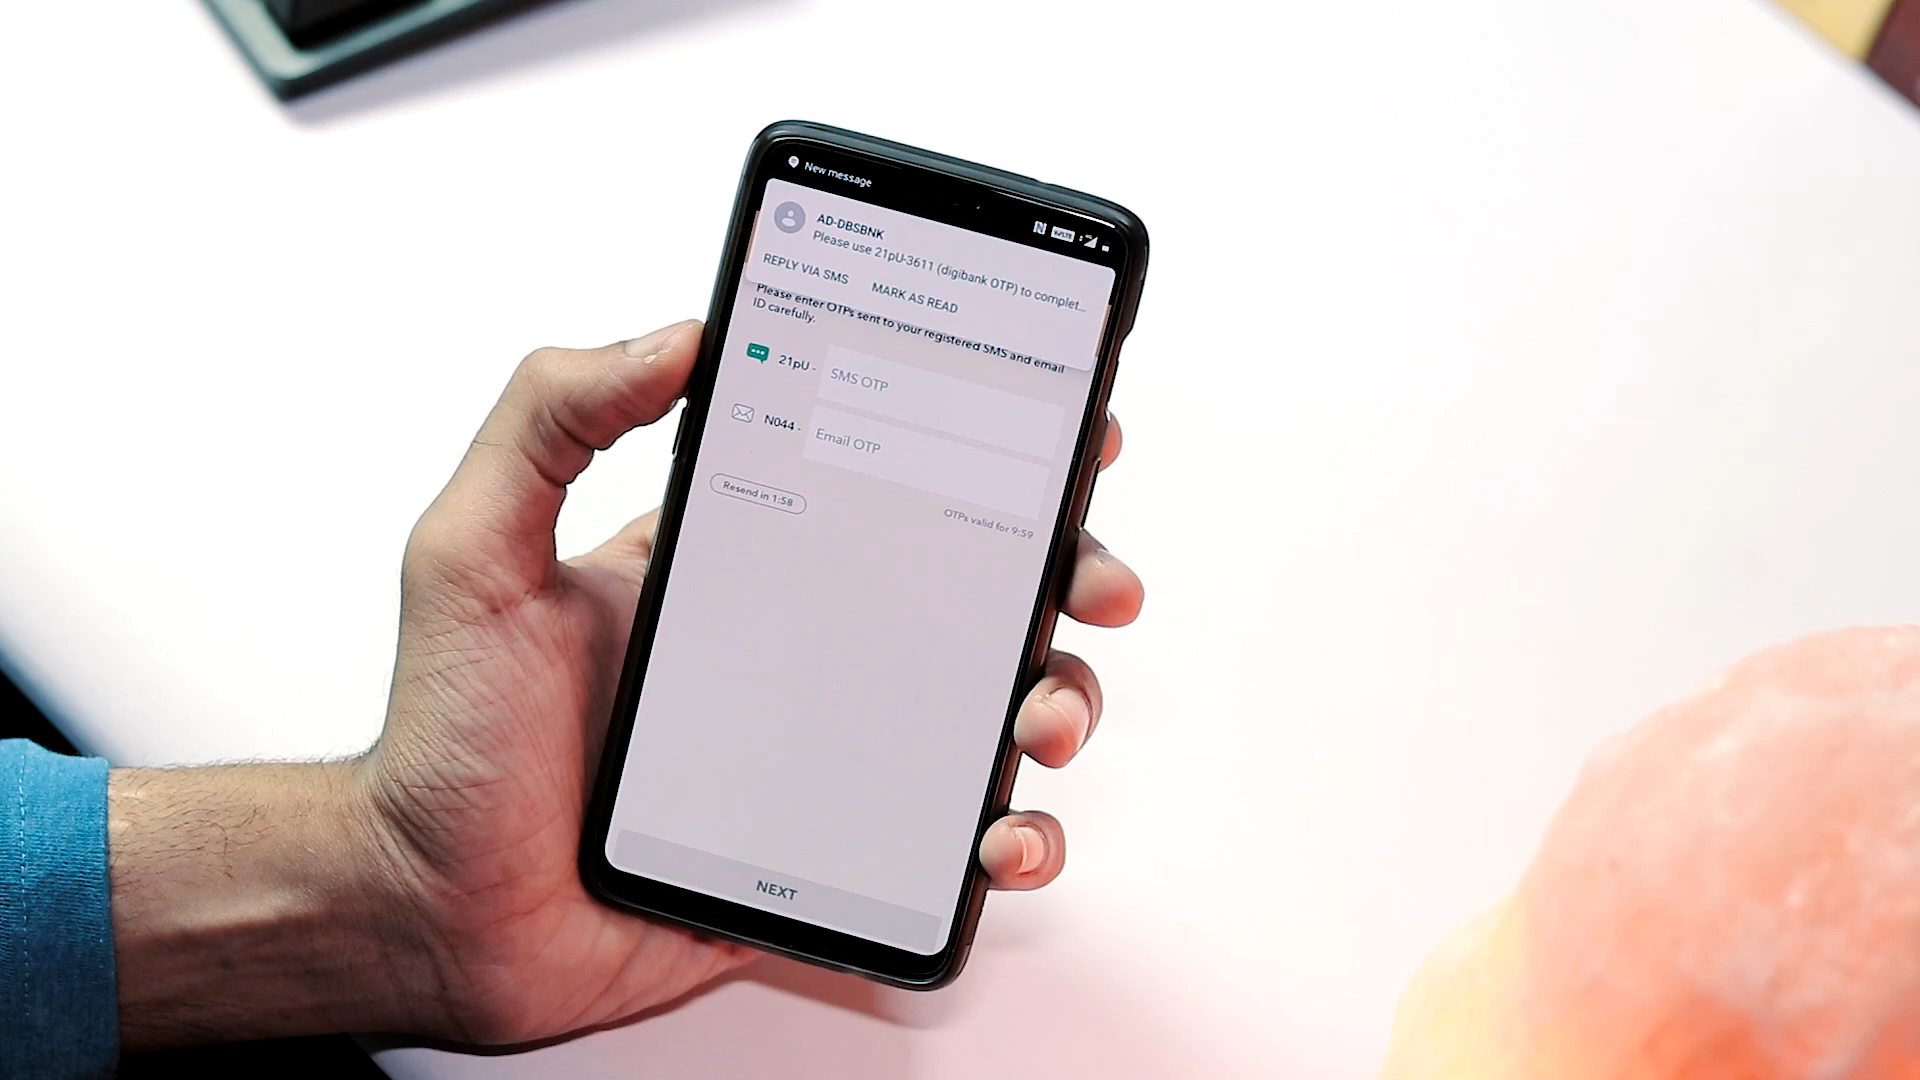 New message
AD-DBSBNK
Please use 21pU-3611 (digibank OTP) to complet...
REPLY VIA SMS MARK AS READ
Please enter OTPs sent to your registered SMS and email
ID carefully.
21pU - SMS OTP
N044 - Email OTP
Resend in 1:58
OTPs valid for 9:59
NEXT